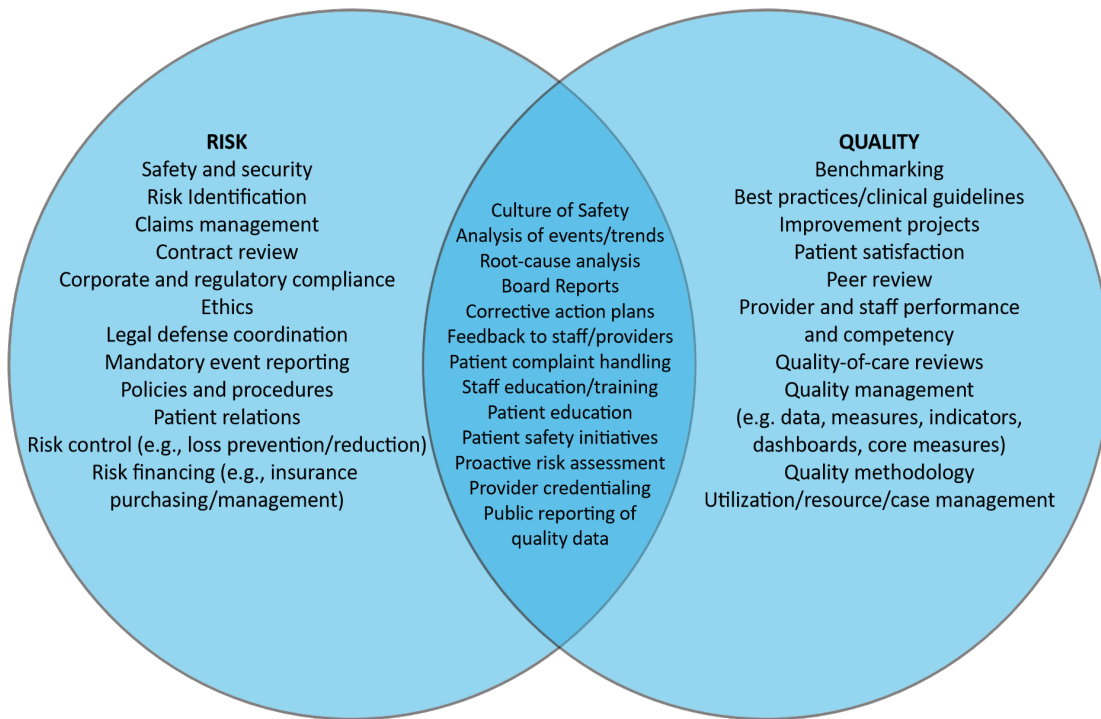 RISK
Safety and security
Risk Identification
Claims management
Contract review
Corporate and regulatory compliance
Ethics
Legal defense coordination
Mandatory event reporting
Policies and procedures
Patient relations
Risk control (e.g., loss prevention/reduction)
Risk financing (e.g., insurance
purchasing/management)
Culture of Safety
Analysis of events/trends
Root-cause analysis
Board Reports
Corrective action plans
Feedback to staff/providers
Patient complaint handling
Staff education/training
Patient education
Patient safety initiatives
Proactive risk assessment
Provider credentialing
Public reporting of
quality data
QUALITY
Benchmarking
Best practices/clinical guidelines
Improvement projects
Patient satisfaction
Peer review
Provider and staff performance
and competency
Quality-of-care reviews
Quality management
(e.g. data, measures, indicators,
dashboards, core measures)
Quality methodology
Utilization/resource/case management